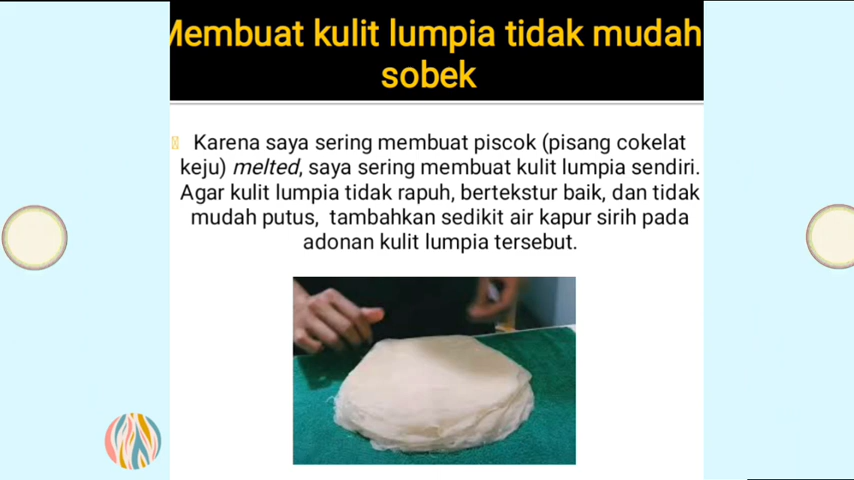 Membuat kulit lumpia tidak mudah
sobek
Karena saya sering membuat piscok (pisang cokelat
keju) melted, saya sering membuat kulit lumpia sendiri.
Agar kulit lumpia tidak rapuh, bertekstur baik, dan tidak
mudah putus, tambahkan sedikit air kapur sirih pada
adonan kulit lumpia tersebut.